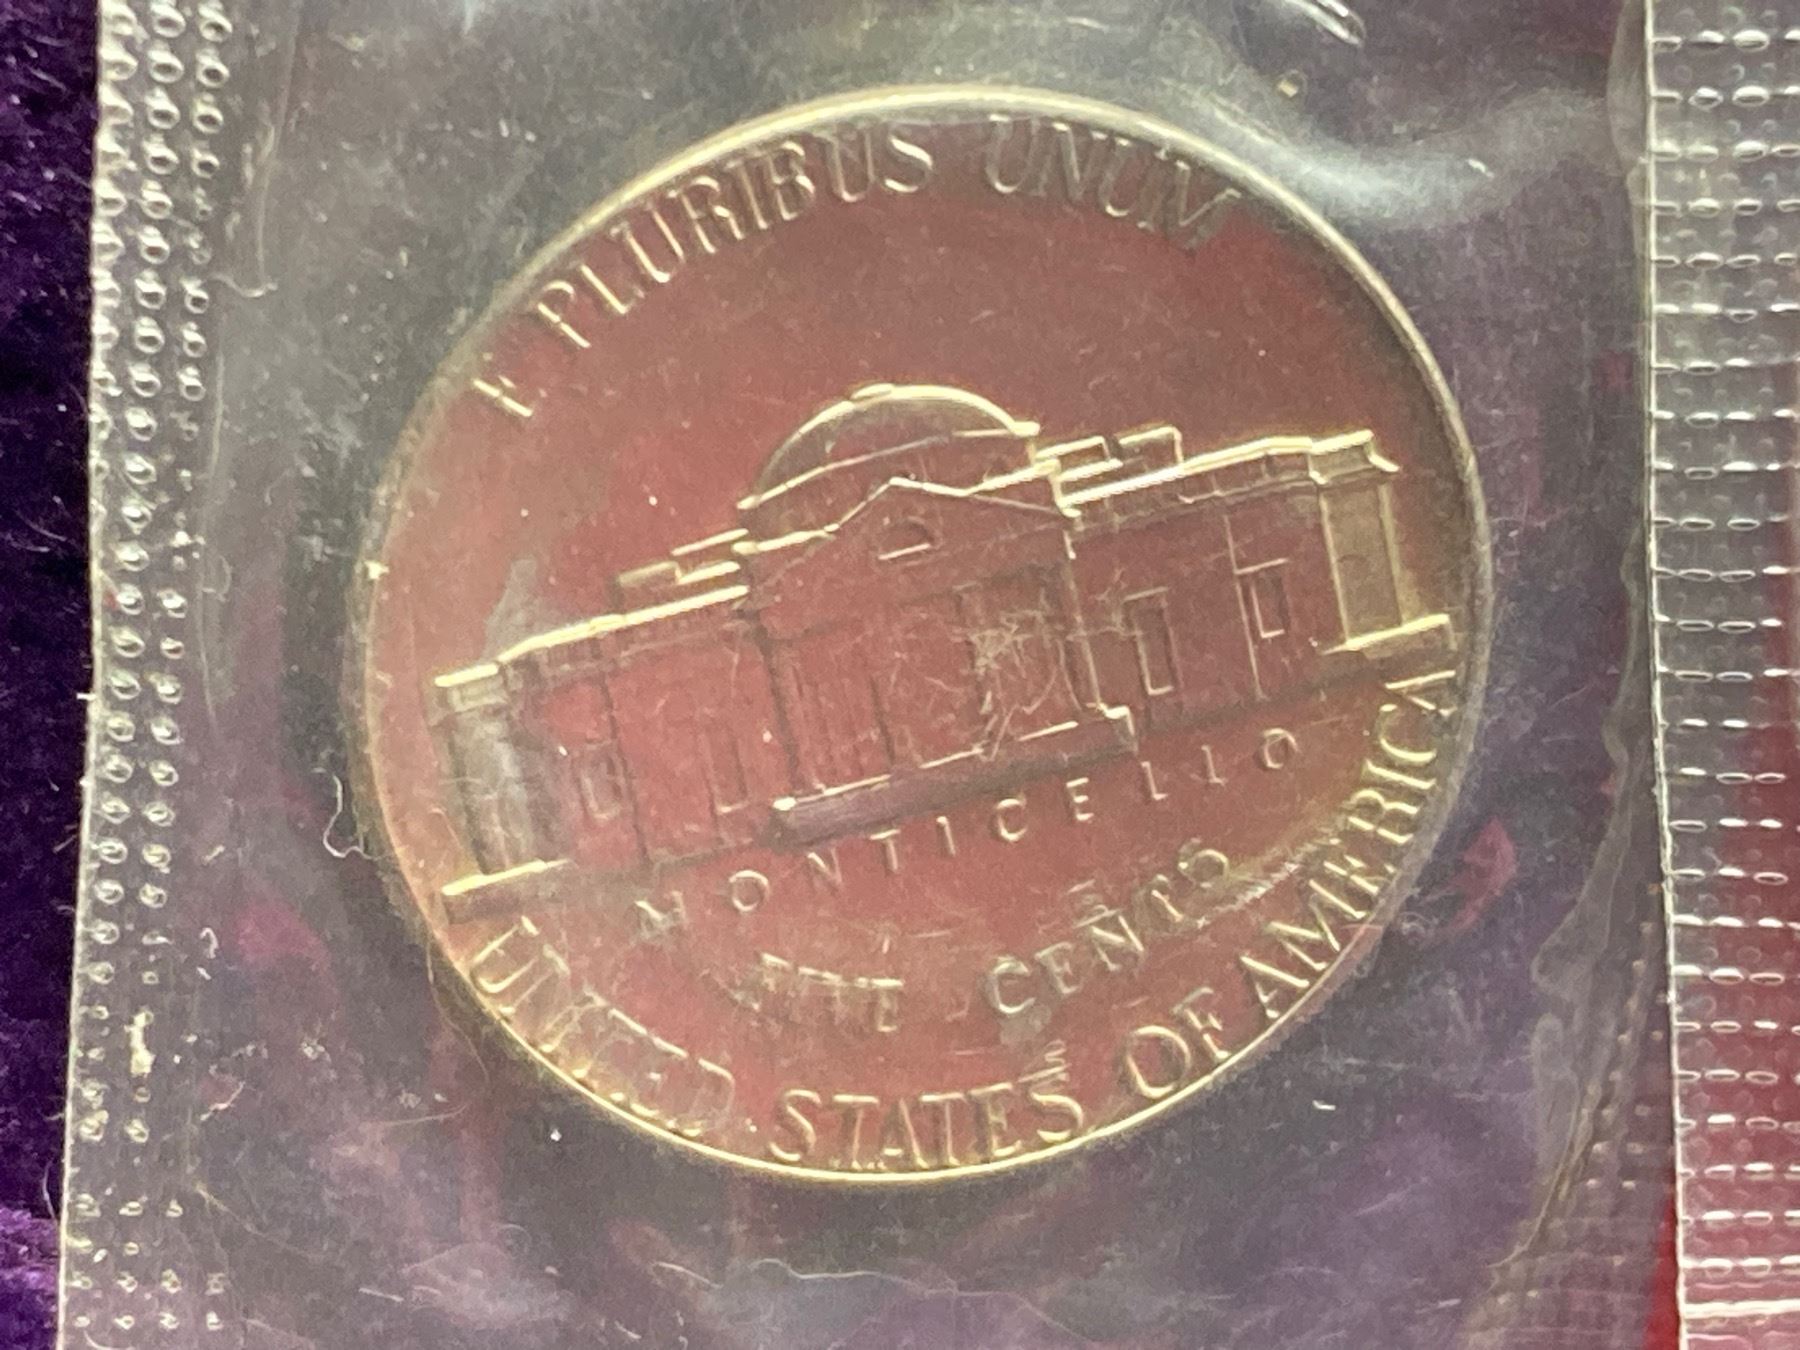 E PLURIBUS UNUM
MONTICELLO
FIVE CENTS
UNITED STATES OF AMERICA